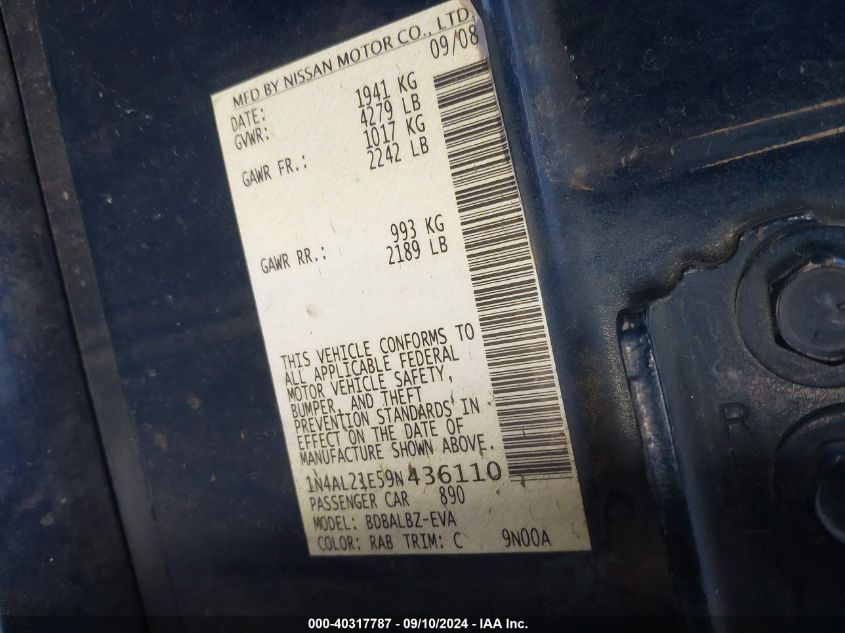 MFD BY NISSAN MOTOR CO., LTD.
DATE: 09/08
GVWR: 1941 KG
4279 LB
GAWR FR.: 1017 KG
2242 LB
GAWR RR.: 993 KG
2189 LB
THIS VEHICLE CONFORMS TO
ALL APPLICABLE FEDERAL
MOTOR VEHICLE SAFETY,
BUMPER, AND THEFT
PREVENTION STANDARDS IN
EFFECT ON THE DATE OF
MANUFACTURE SHOWN ABOVE.
1N4AL21E59N436110
PASSENGER CAR 890
MODEL: BDBALBZ-EVA
COLOR: RAB TRIM: C 9N00A
000-40317787 - 09/10/2024 - IAA Inc.